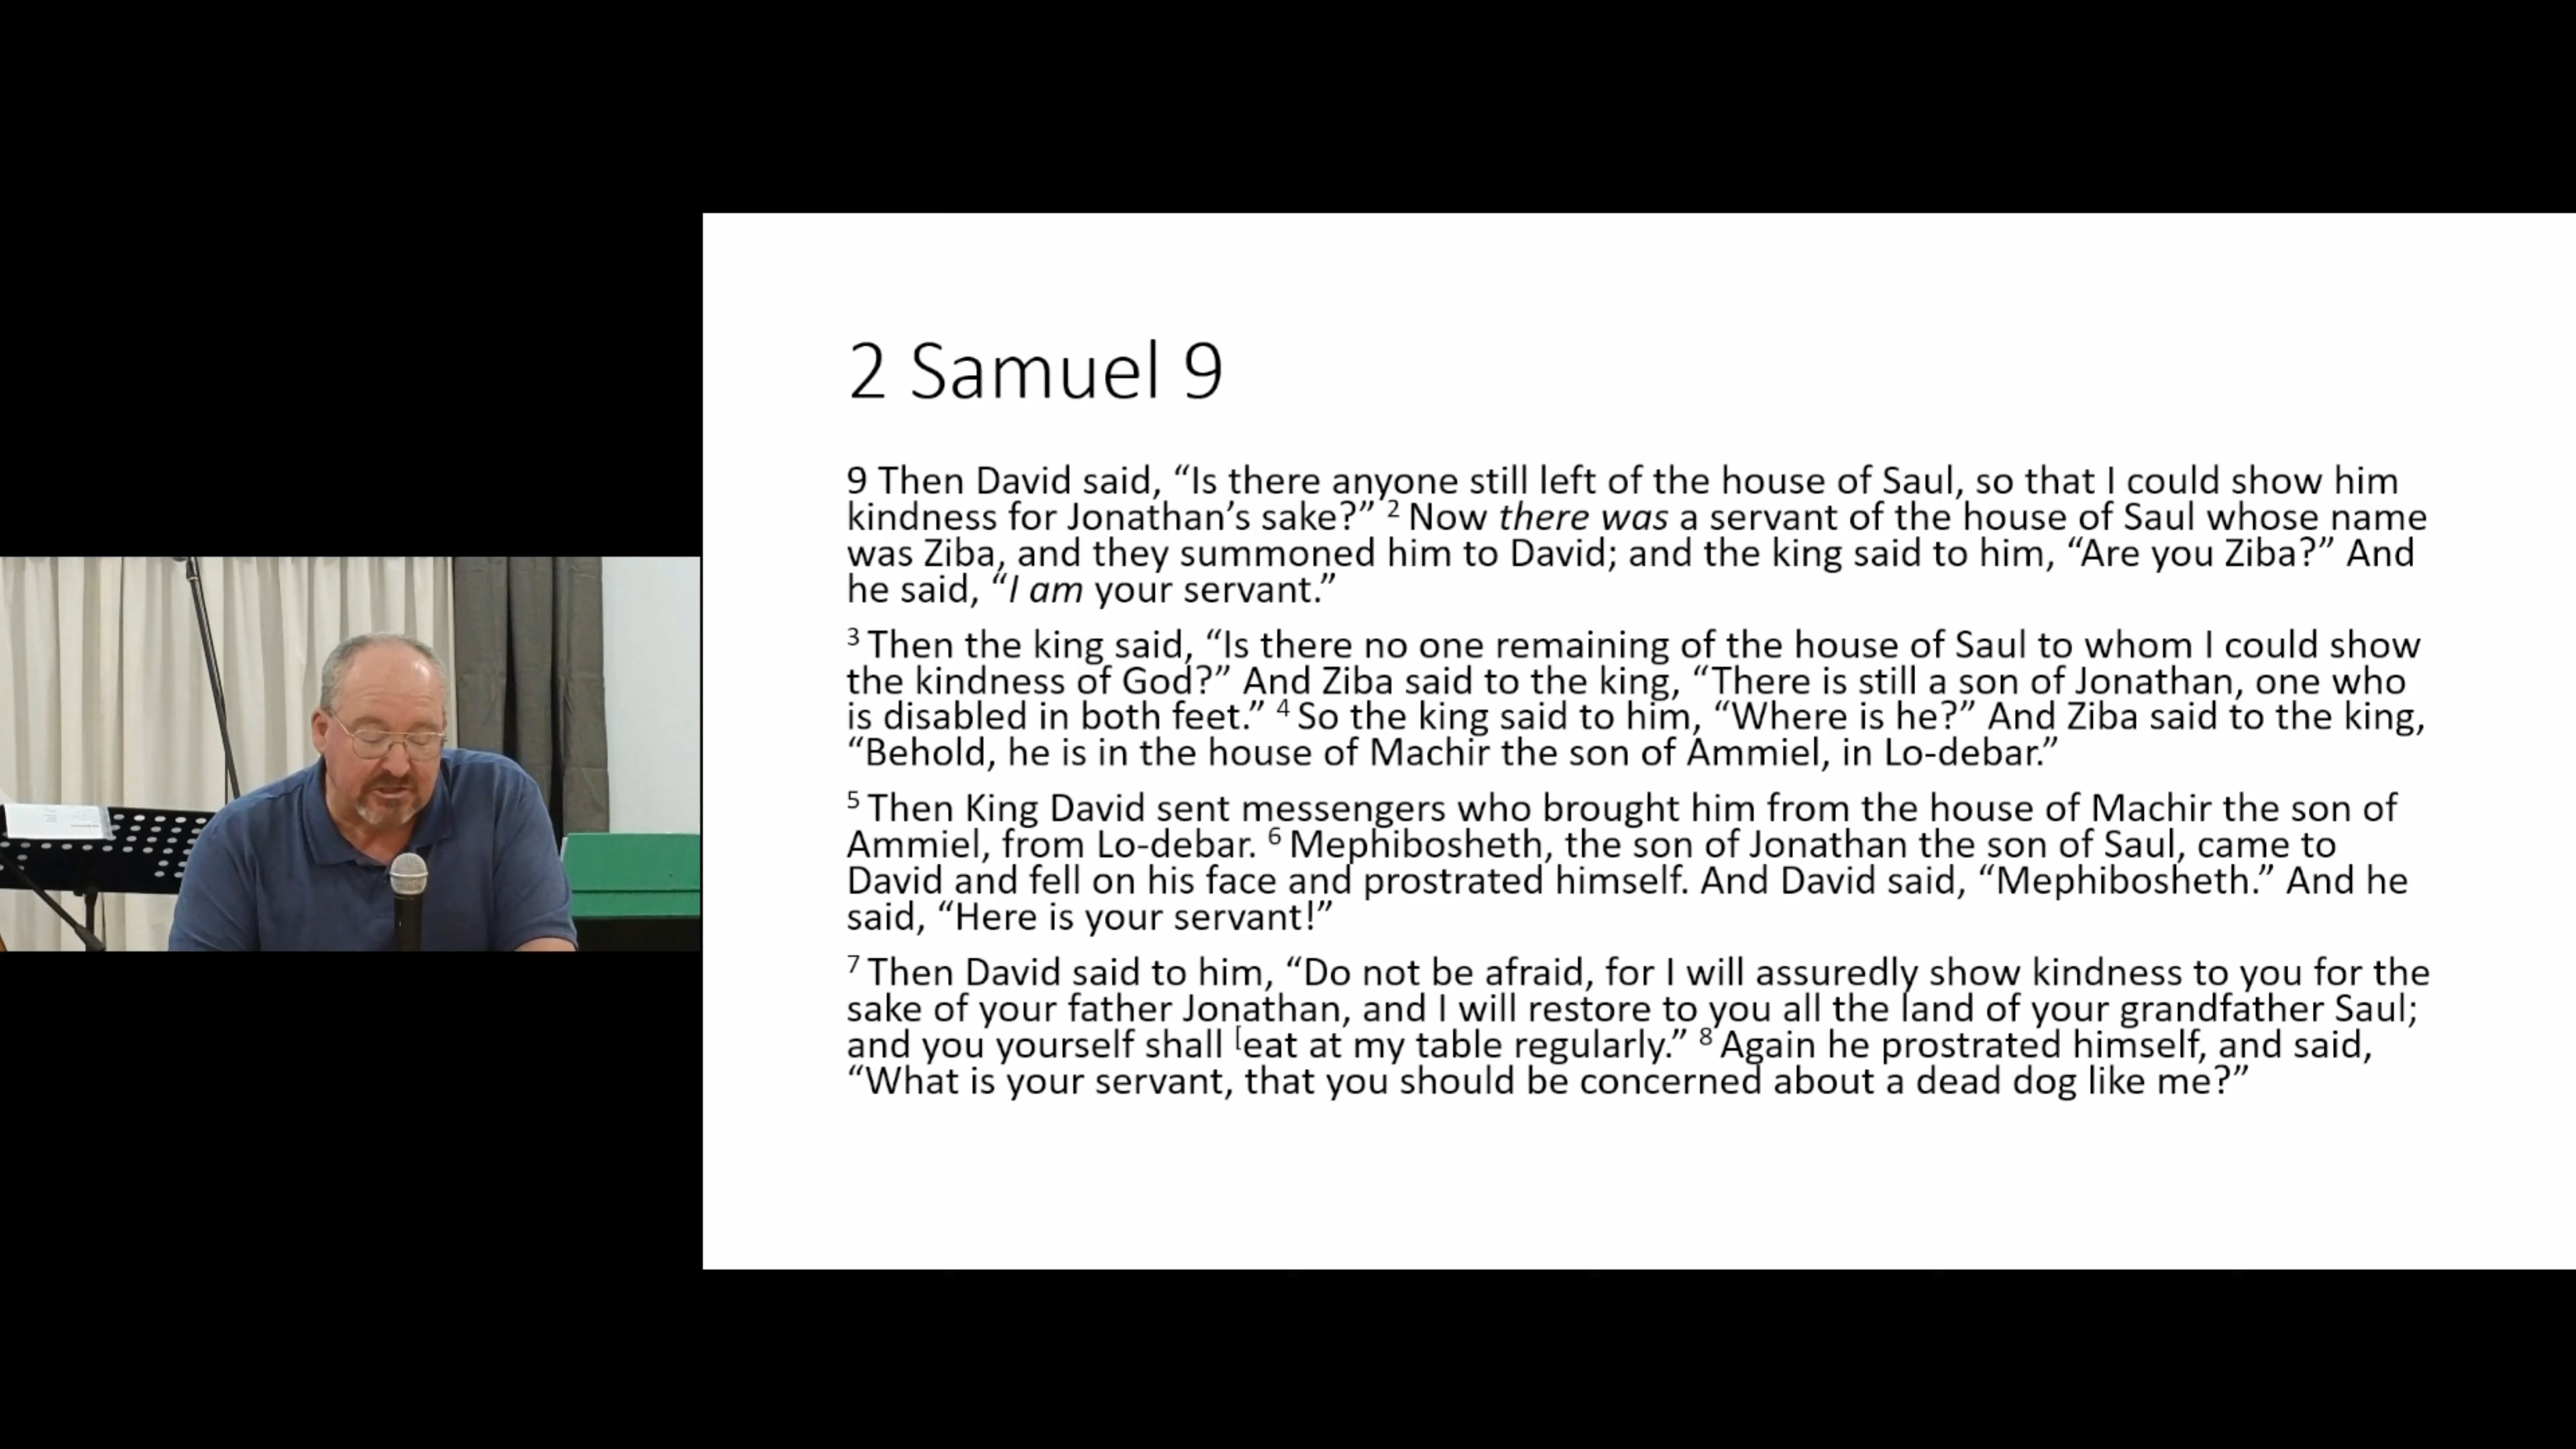 2 Samuel 9
9 Then David said, “Is there anyone still left of the house of Saul, so that I could show him
kindness for Jonathan’s sake?” 2 Now there was a servant of the house of Saul whose name
was Ziba, and they summoned him to David; and the king said to him, “Are you Ziba?” And
he said, “I am your servant.”
3 Then the king said, “Is there no one remaining of the house of Saul to whom I could show
the kindness of God?” And Ziba said to the king, “There is still a son of Jonathan, one who
is disabled in both feet.” 4 So the king said to him, “Where is he?” And Ziba said to the king,
“Behold, he is in the house of Machir the son of Ammiel, in Lo-debar.”
5 Then King David sent messengers who brought him from the house of Machir the son of
Ammiel, from Lo-debar. 6 Mephibosheth, the son of Jonathan the son of Saul, came to
David and fell on his face and prostrated himself. And David said, “Mephibosheth.” And he
said, “Here is your servant!”
7 Then David said to him, “Do not be afraid, for I will assuredly show kindness to you for the
sake of your father Jonathan, and I will restore to you all the land of your grandfather Saul;
and you yourself shall [eat at my table regularly.” 8 Again he prostrated himself, and said,
“What is your servant, that you should be concerned about a dead dog like me?”